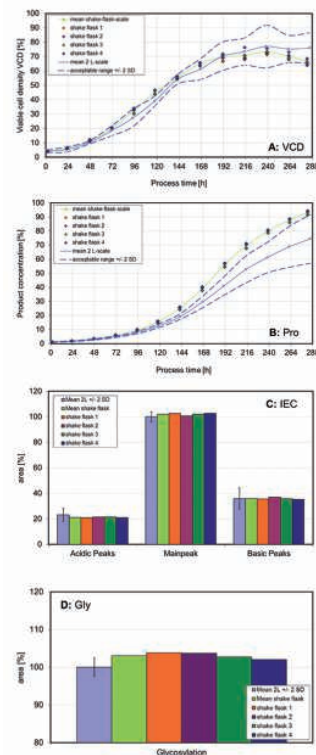 Viable cell density VCD [%]
100
90
80
70
60
50
40
30
20
10
0
mean shake-flask-scale
shake flask 1
shake flask 2
shake flask 3
shake flask 4
mean 2 L-scale
acceptable range +/- 2 SD
A: VCD
0 24 48 72 96 120 144 168 192 216 240 264 288
Process time [h]
Product concentration [%]
100
90
80
70
60
50
40
30
20
10
0
mean shake-flask-scale
shake flask 1
shake flask 2
shake flask 3
shake flask 4
mean 2 L-scale
acceptable range +/- 2 SD
B: Pro
0 24 48 72 96 120 144 168 192 216 240 264 28
Process time [h]
area [%]
120
100
80
60
40
20
0
Mean 2L +/- 2 SD
Mean shake flask
shake flask 1
shake flask 2
shake flask 3
shake flask 4
C: IEC
Acidic Peaks Mainpeak Basic Peaks
D: Gly
area [%]
120
100
80
60
Mean 2L +/- 2 SD
Mean shake flask
shake flask 1
shake flask 2
shake flask 3
shake flask 4
Glycosylation